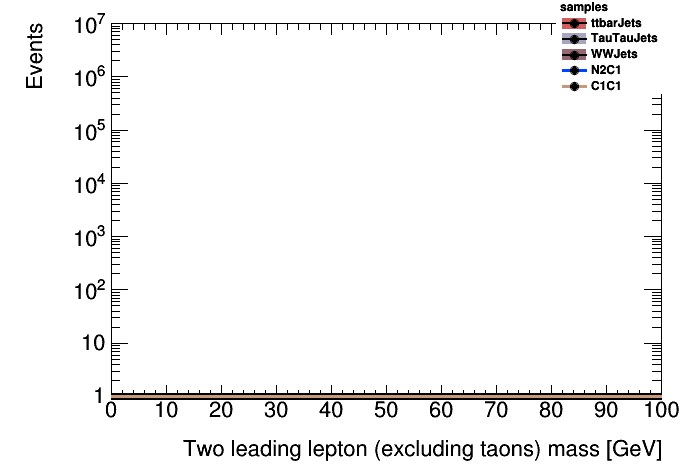 samples
ttbarJets
TauTauJets
WWJets
N2C1
C1C1
Events
10^7
10^6
10^5
10^4
10^3
10^2
10
1
0 10 20 30 40 50 60 70 80 90 100
Two leading lepton (excluding taons) mass [GeV]